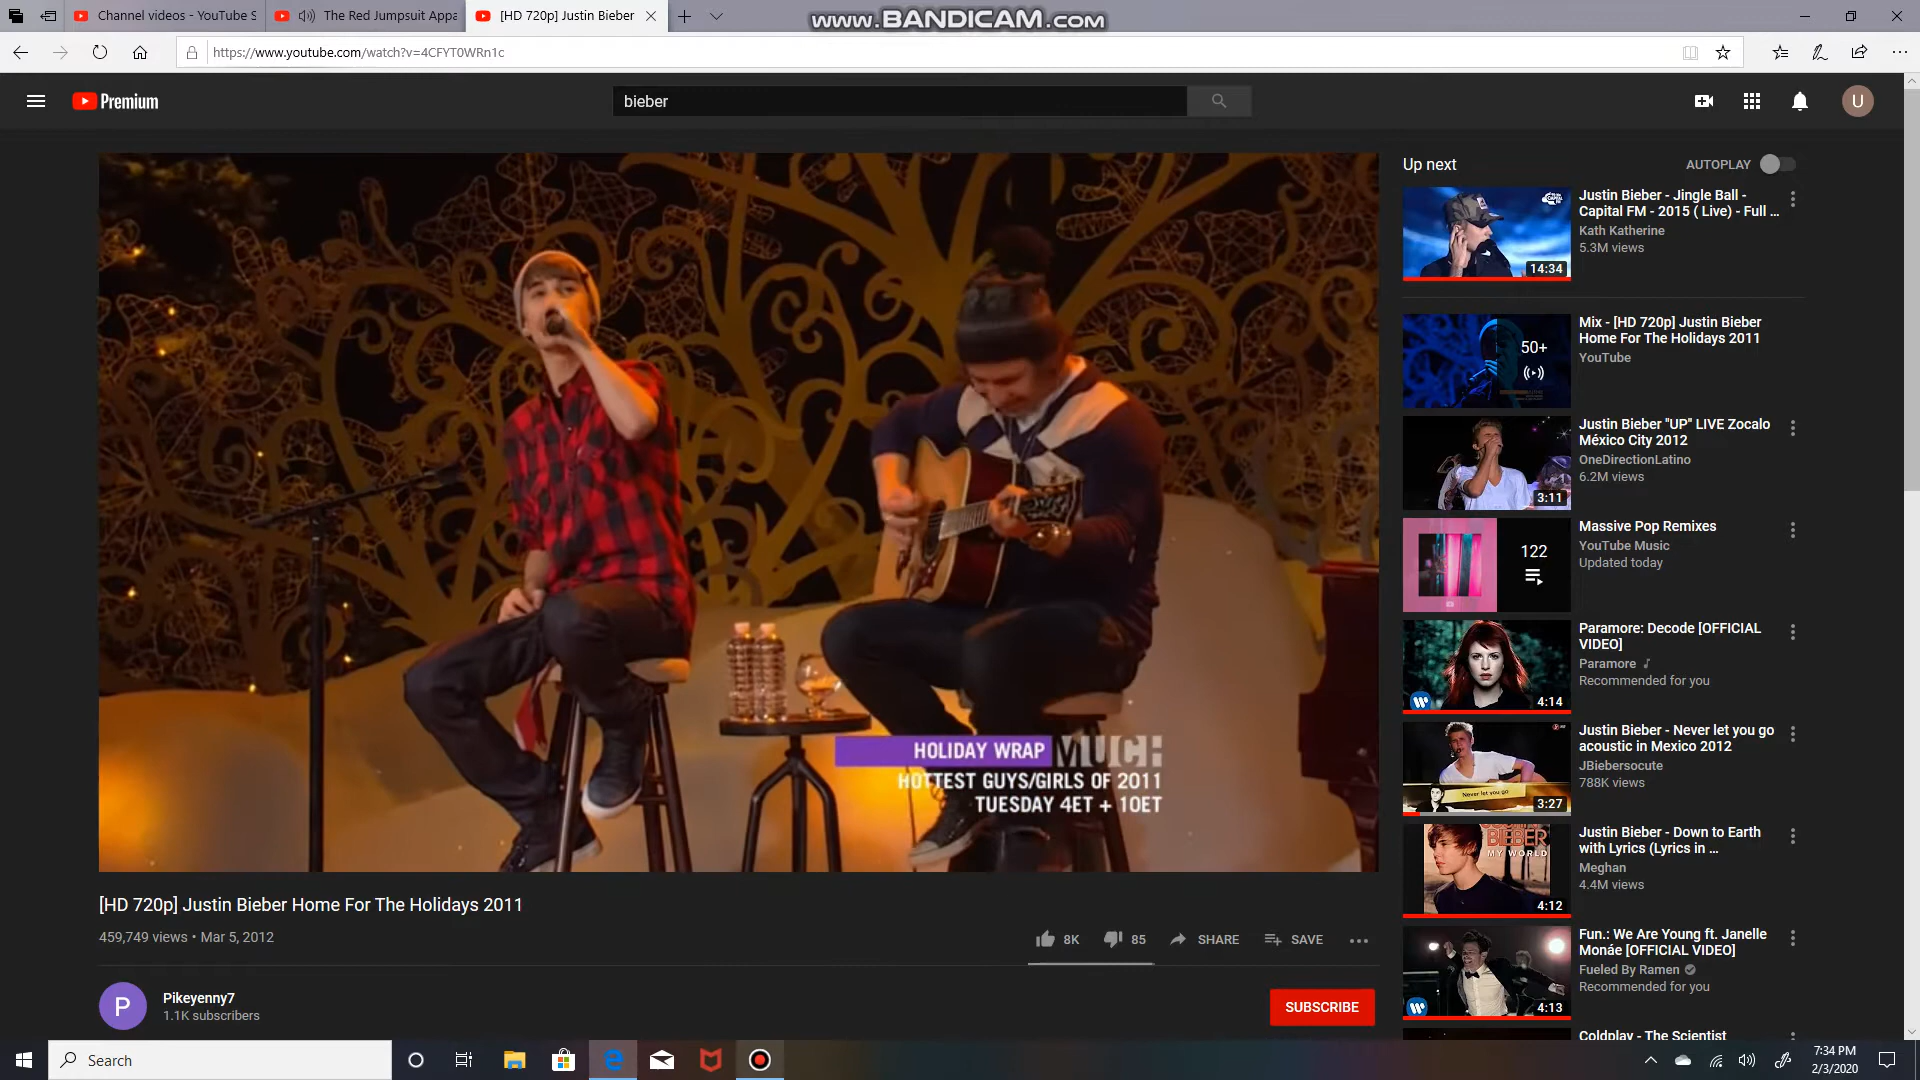 Channel videos - YouTube S
The Red Jumpsuit Appa
[HD 720p] Justin Bieber
www.BANDICAM.com
https://www.youtube.com/watch?v=4CFYT0WRn1c
Premium
bieber
U
HOLIDAY WRAP MUCH
HOTTEST GUYS/GIRLS OF 2011
TUESDAY 4ET + 10ET
[HD 720p] Justin Bieber Home For The Holidays 2011
459,749 views • Mar 5, 2012
8K
85
SHARE
SAVE
P
Pikeyenny7
1.1K subscribers
SUBSCRIBE
Up next
AUTOPLAY
14:34
Justin Bieber - Jingle Ball -
Capital FM - 2015 ( Live) - Full ...
Kath Katherine
5.3M views
50+
Mix - [HD 720p] Justin Bieber
Home For The Holidays 2011
YouTube
3:11
Justin Bieber "UP" LIVE Zocalo
México City 2012
OneDirectionLatino
6.2M views
122
Massive Pop Remixes
YouTube Music
Updated today
4:14
Paramore: Decode [OFFICIAL
VIDEO]
Paramore
Recommended for you
Never let you go
3:27
Justin Bieber - Never let you go
acoustic in Mexico 2012
JBiebersocute
788K views
BIEBER
MY WORLD
4:12
Justin Bieber - Down to Earth
with Lyrics (Lyrics in ...
Meghan
4.4M views
4:13
Fun.: We Are Young ft. Janelle
Monáe [OFFICIAL VIDEO]
Fueled By Ramen
Recommended for you
Coldplay - The Scientist
Search
7:34 PM
2/3/2020